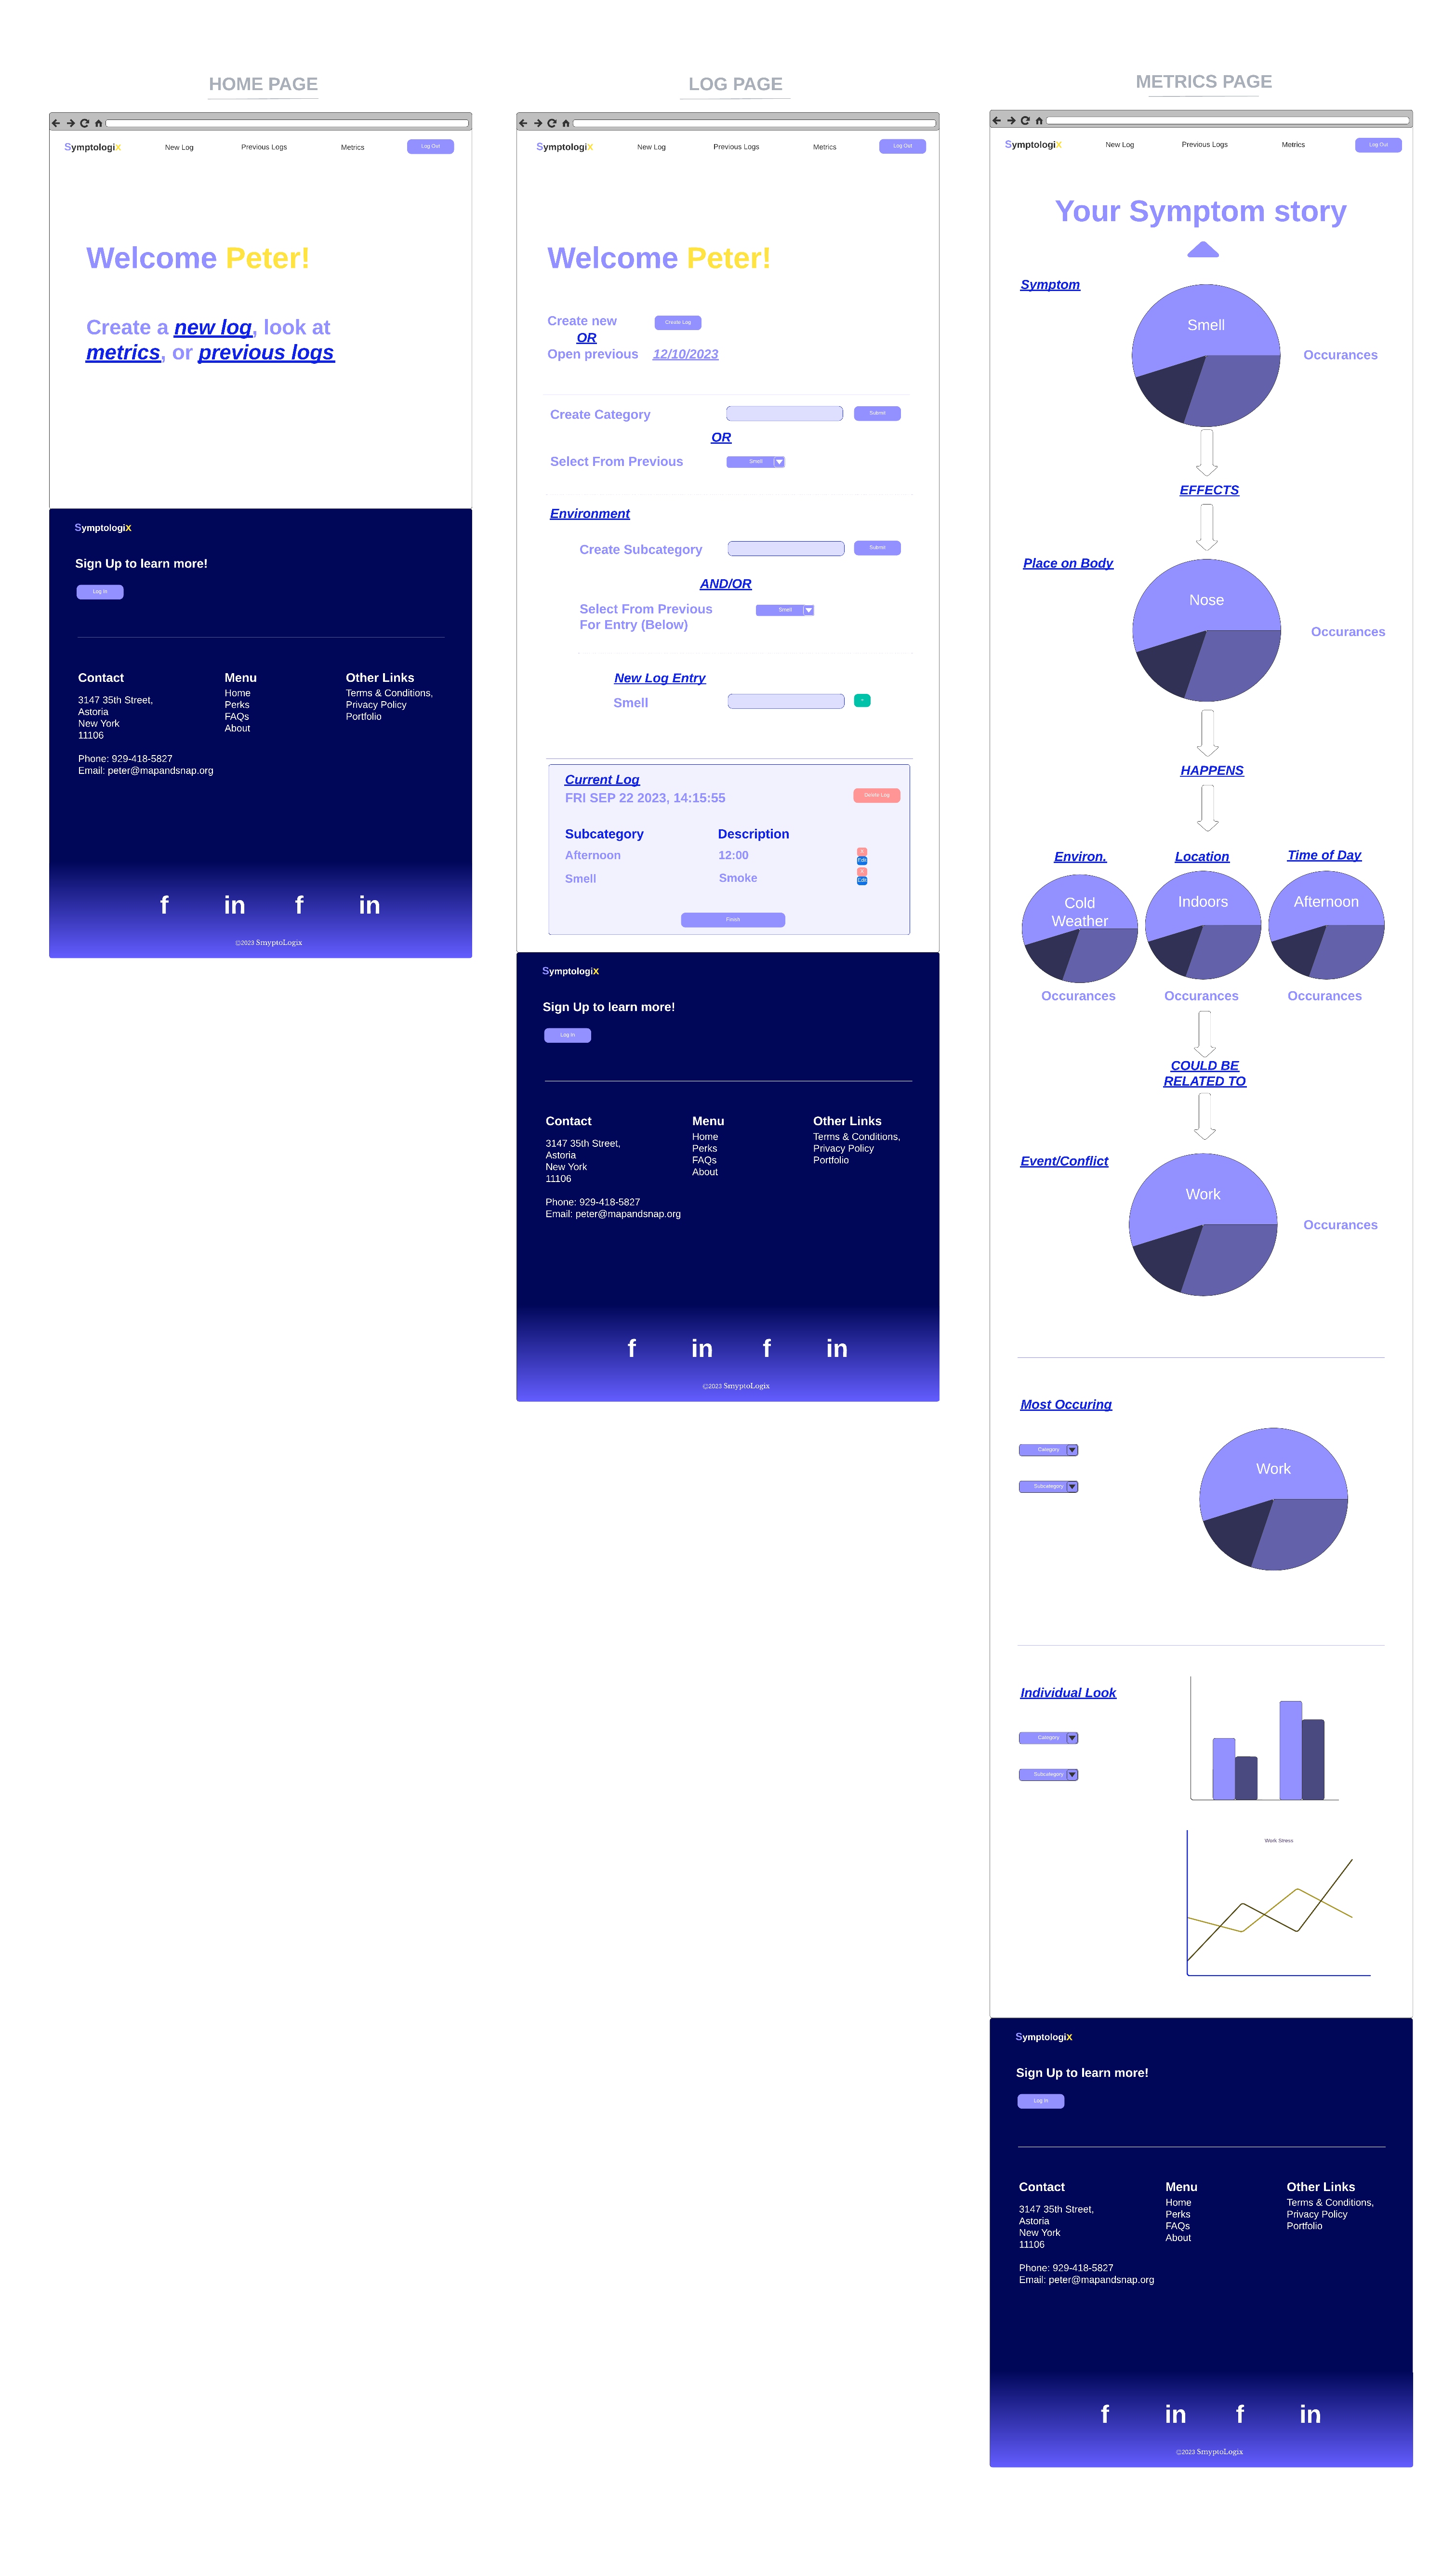 HOME PAGE
SymptologiX
New Log
Previous Logs
Metrics
Log Out
Welcome Peter!
Create a new log, look at
metrics, or previous logs
SymptologiX
Sign Up to learn more!
Log In
Contact
3147 35th Street,
Astoria
New York
11106
Phone: 929-418-5827
Email: peter@mapandsnap.org
Menu
Home
Perks
FAQs
About
Other Links
Terms & Conditions,
Privacy Policy
Portfolio
f in f in
©2023 SmyptoLogix
LOG PAGE
SymptologiX
New Log
Previous Logs
Metrics
Log Out
Welcome Peter!
Create new
Create Log
OR
Open previous 12/10/2023
Create Category
Submit
OR
Select From Previous
Smell
Environment
Create Subcategory
Submit
AND/OR
Select From Previous
For Entry (Below)
Smell
New Log Entry
Smell
Current Log
FRI SEP 22 2023, 14:15:55
Delete Log
Subcategory Description
Afternoon 12:00
X
Edit
Smell Smoke
X
Edit
Finish
SymptologiX
Sign Up to learn more!
Log In
Contact
3147 35th Street,
Astoria
New York
11106
Phone: 929-418-5827
Email: peter@mapandsnap.org
Menu
Home
Perks
FAQs
About
Other Links
Terms & Conditions,
Privacy Policy
Portfolio
f in f in
©2023 SmyptoLogix
METRICS PAGE
SymptologiX
New Log
Previous Logs
Metrics
Log Out
Your Symptom story
Symptom
Smell
Occurances
EFFECTS
Place on Body
Nose
Occurances
HAPPENS
Environ.
Location
Time of Day
Cold
Weather
Indoors
Afternoon
Occurances
Occurances
Occurances
COULD BE
RELATED TO
Event/Conflict
Work
Occurances
Most Occuring
Category
Subcategory
Work
Individual Look
Category
Subcategory
Work Stress
SymptologiX
Sign Up to learn more!
Log In
Contact
3147 35th Street,
Astoria
New York
11106
Phone: 929-418-5827
Email: peter@mapandsnap.org
Menu
Home
Perks
FAQs
About
Other Links
Terms & Conditions,
Privacy Policy
Portfolio
f in f in
©2023 SmyptoLogix